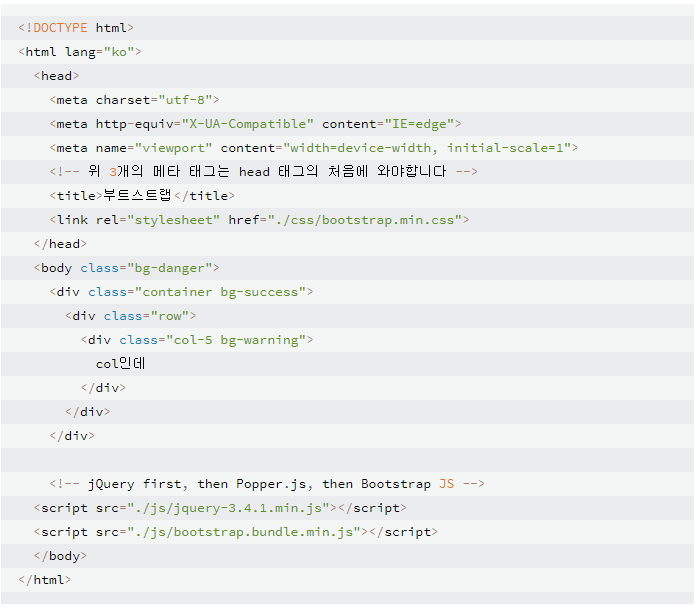 <!DOCTYPE html>
<html lang="ko">
<head>
<meta charset="utf-8">
<meta http-equiv="X-UA-Compatible" content="IE=edge">
<meta name="viewport" content="width=device-width, initial-scale=1">
<!-- 위 3개의 메타 태그는 head 태그의 처음에 와야합니다 -->
<title>부트스트랩</title>
<link rel="stylesheet" href="./css/bootstrap.min.css">
</head>
<body class="bg-danger">
<div class="container bg-success">
<div class="row">
<div class="col-5 bg-warning">
col인데
</div>
</div>
</div>
<!-- jQuery first, then Popper.js, then Bootstrap JS -->
<script src="./js/jquery-3.4.1.min.js"></script>
<script src="./js/bootstrap.bundle.min.js"></script>
</body>
</html>